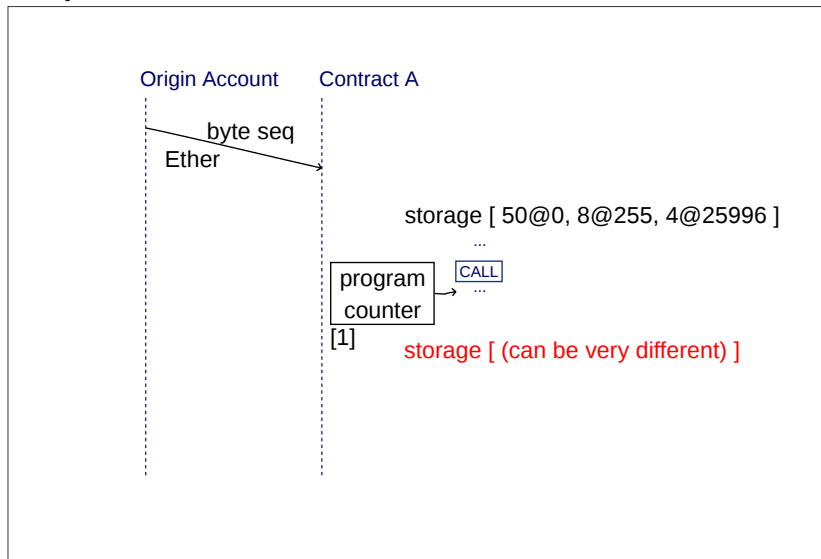 Origin Account
Contract A
byte seq
Ether
storage [ 50@0, 8@255, 4@25996 ]
...
CALL
...
program
counter
[1]
storage [ (can be very different) ]